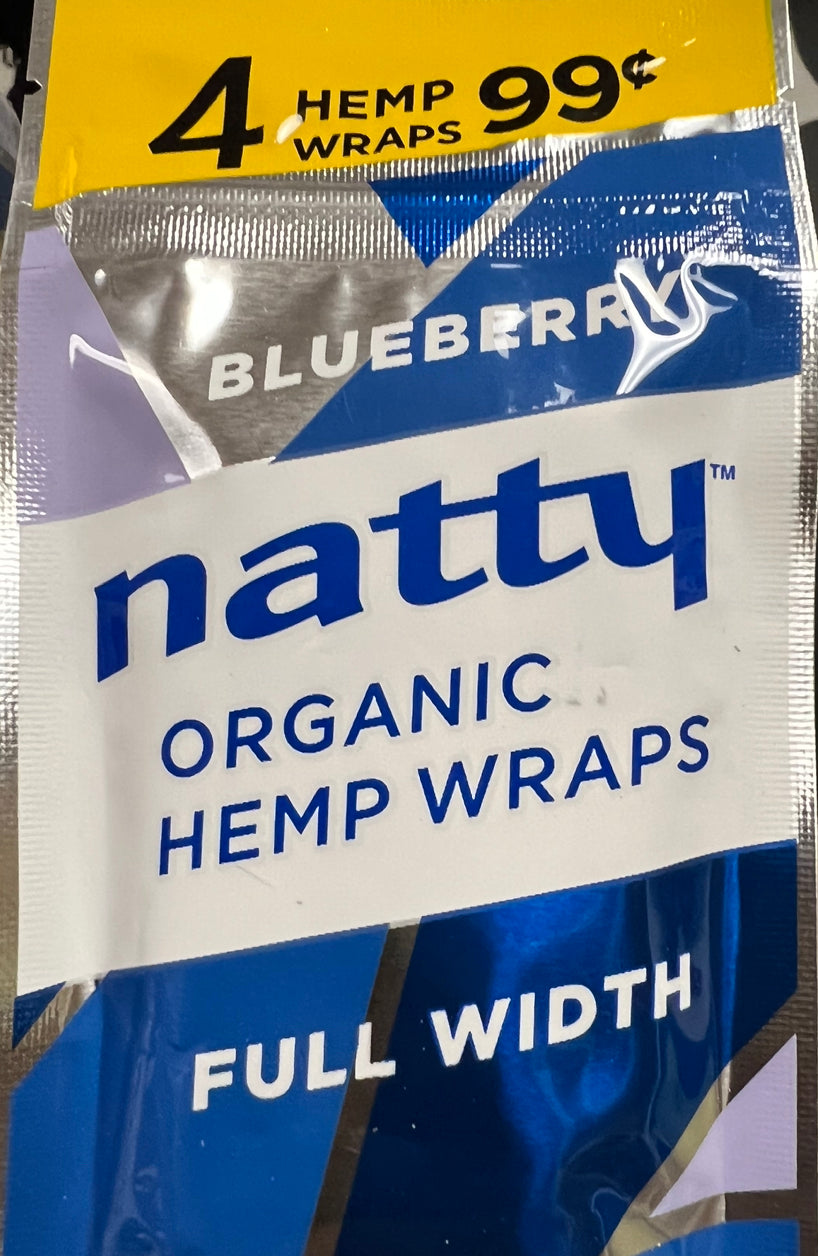 4 HEMP WRAPS 99¢
BLUEBERRY
natty™
ORGANIC
HEMP WRAPS
FULL WIDTH